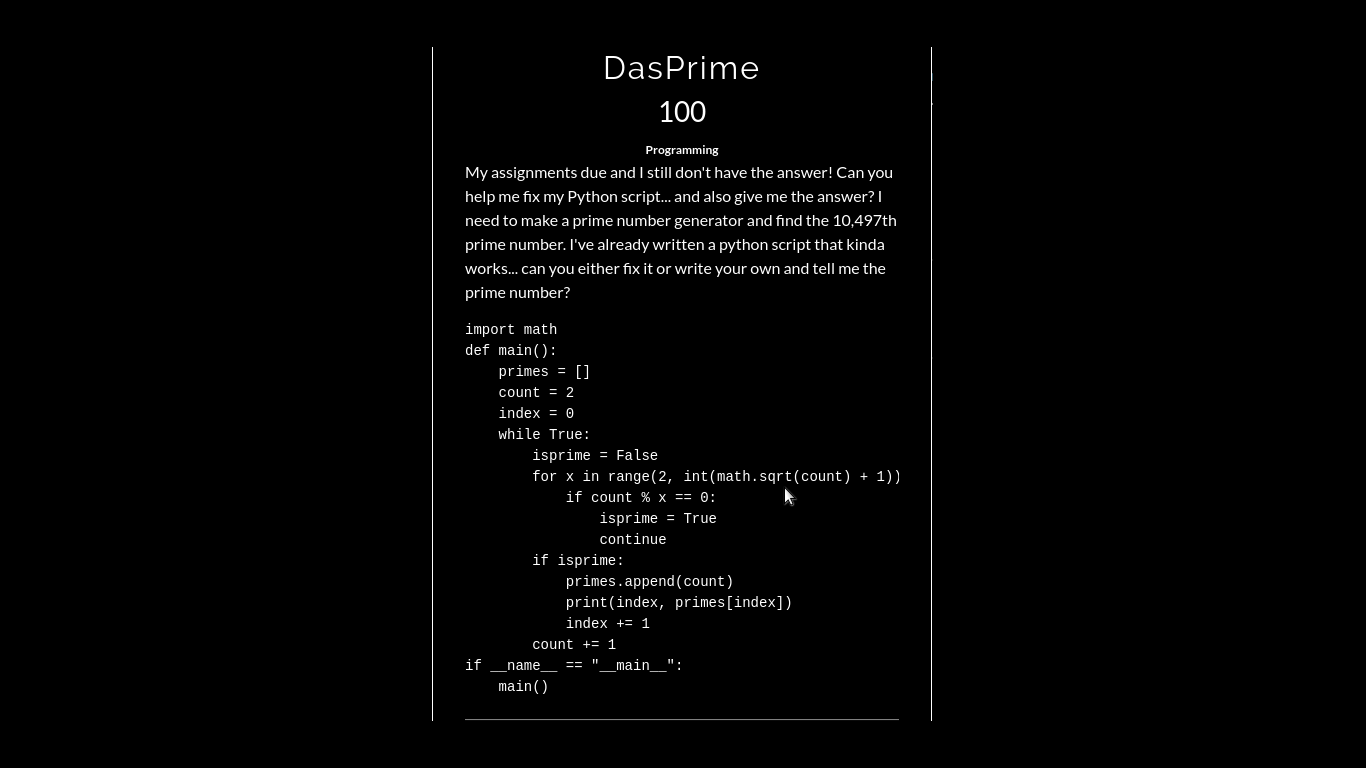 DasPrime
100
Programming
My assignments due and I still don't have the answer! Can you
help me fix my Python script... and also give me the answer? I
need to make a prime number generator and find the 10,497th
prime number. I've already written a python script that kinda
works... can you either fix it or write your own and tell me the
prime number?
import math
def main():
    primes = []
    count = 2
    index = 0
    while True:
        isprime = False
        for x in range(2, int(math.sqrt(count) + 1))
            if count % x == 0:
                isprime = True
                continue
        if isprime:
            primes.append(count)
            print(index, primes[index])
            index += 1
        count += 1
if __name__ == "__main__":
    main()